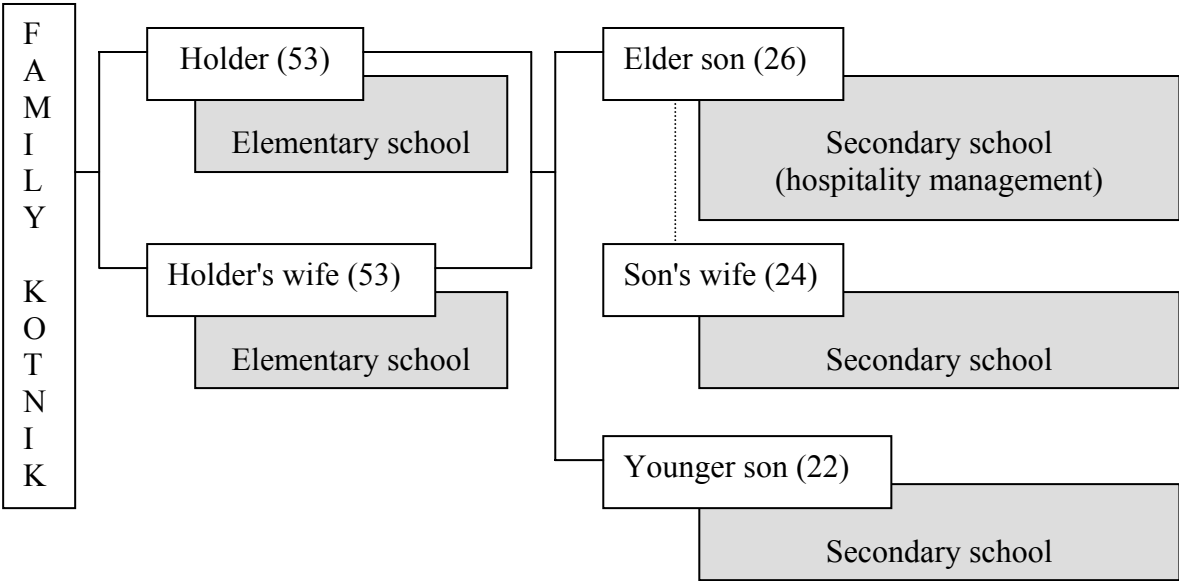 F
A
M
I
L
Y
K
O
T
N
I
K
Holder (53)
Elementary school
Holder's wife (53)
Elementary school
Elder son (26)
Secondary school
(hospitality management)
Son's wife (24)
Secondary school
Younger son (22)
Secondary school